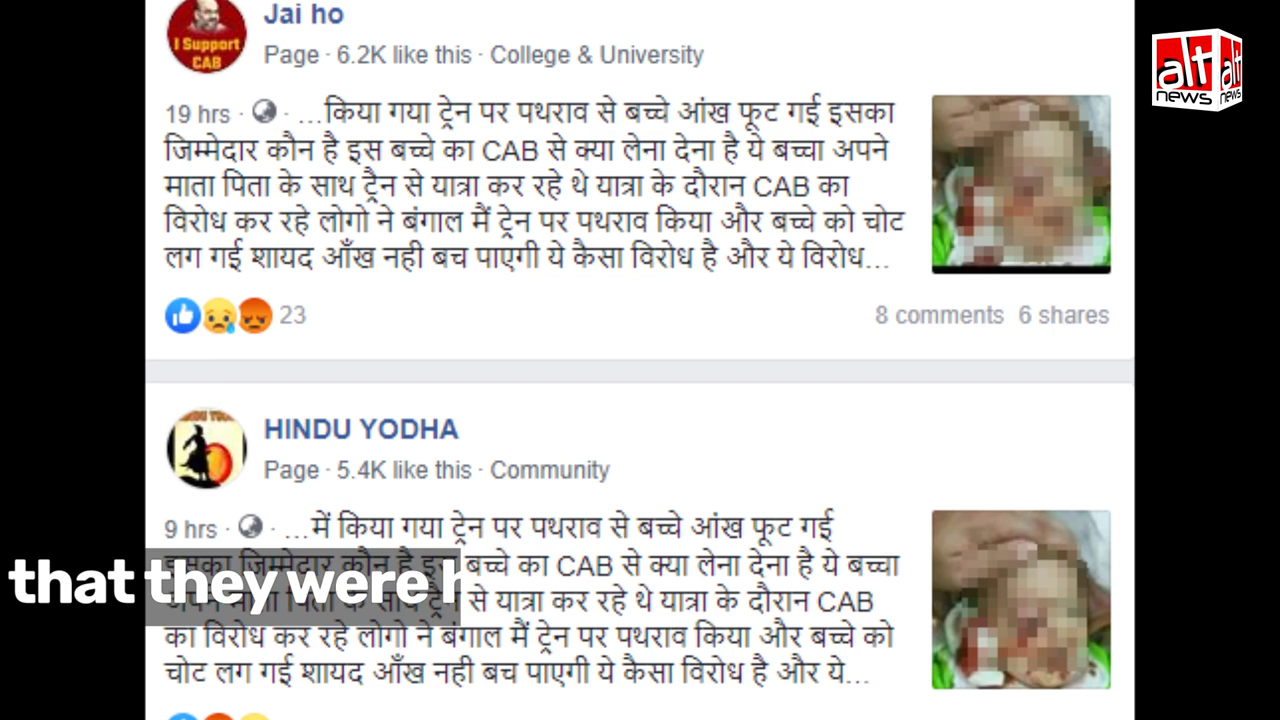 Jai ho
I Support
CAB
Page · 6.2K like this · College & University
alt
news
alt
news
19 hrs · · ...किया गया ट्रेन पर पथराव से बच्चे आंख फूट गई इसका
जिम्मेदार कौन है इस बच्चे का CAB से क्या लेना देना है ये बच्चा अपने
माता पिता के साथ ट्रैन से यात्रा कर रहे थे यात्रा के दौरान CAB का
विरोध कर रहे लोगो ने बंगाल मैं ट्रेन पर पथराव किया और बच्चे को चोट
लग गई शायद आँख नही बच पाएगी ये कैसा विरोध है और ये विरोध...
23
8 comments 6 shares
HINDU YODHA
Page · 5.4K like this · Community
9 hrs · · ...में किया गया ट्रेन पर पथराव से बच्चे आंख फूट गई
इसका जिम्मेदार कौन है इस बच्चे का CAB से क्या लेना देना है ये बच्चा
that they were h
अपने माता पिता के साथ ट्रैन से यात्रा कर रहे थे यात्रा के दौरान CAB
का विरोध कर रहे लोगो ने बंगाल मैं ट्रेन पर पथराव किया और बच्चे को
चोट लग गई शायद आँख नही बच पाएगी ये कैसा विरोध है और ये...